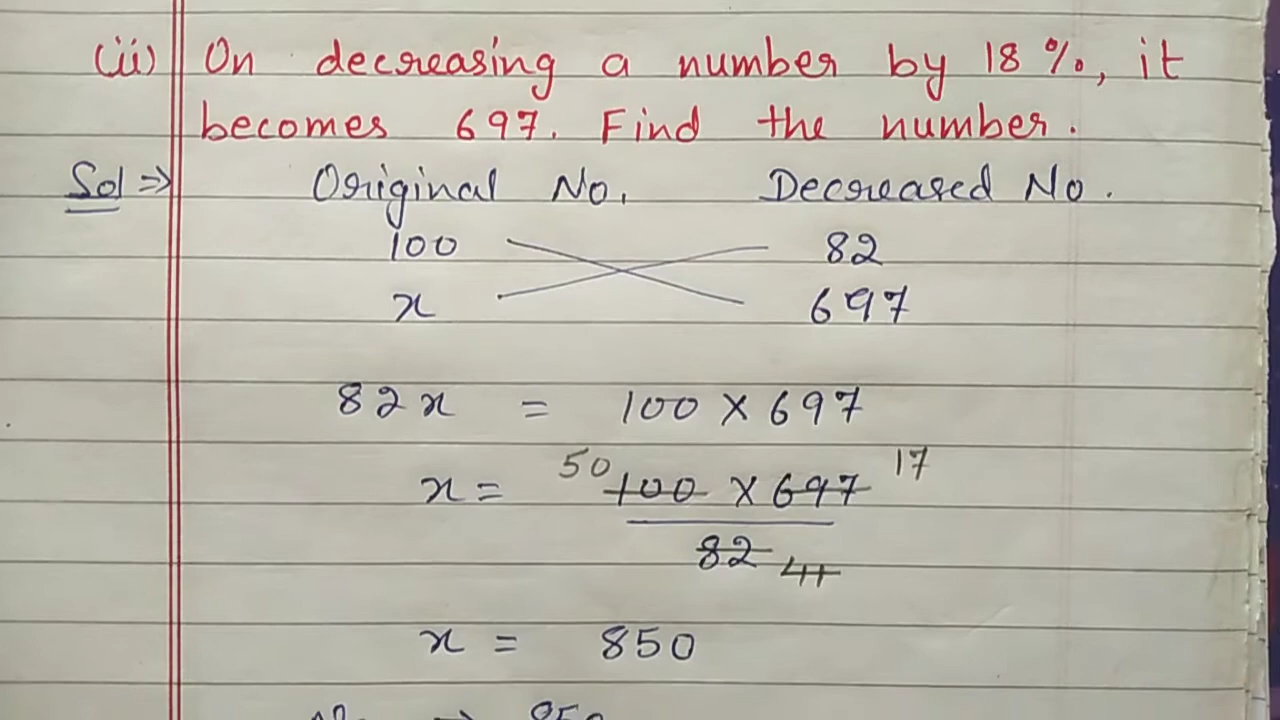 (iii) On decreasing a number by 18%, it
becomes 697. Find the number.
Sol ⇒ Original No. Decreased No.
100 82
x 697
82x = 100 × 697
50 17
x = 100 × 697
82 41
x = 850